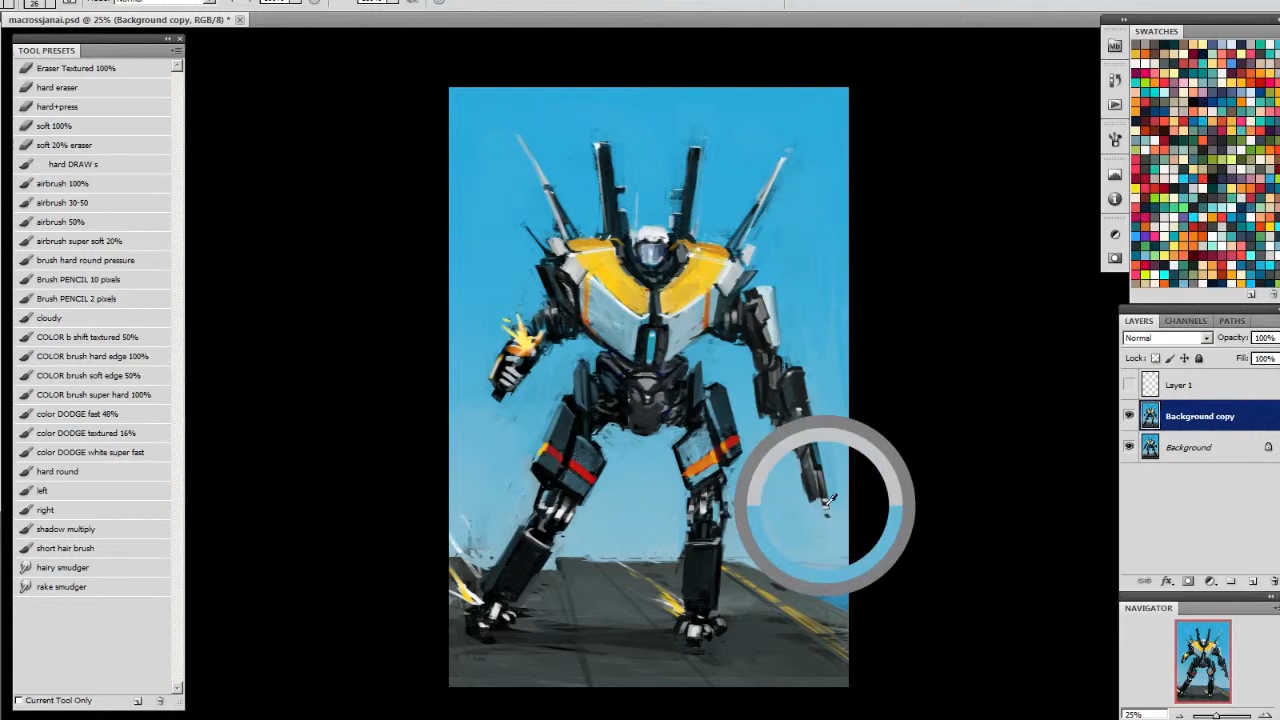 26
macrossjanai.psd @ 25% (Background copy, RGB/8) *
TOOL PRESETS
Eraser Textured 100%
hard eraser
hard+press
soft 100%
soft 20% eraser
hard DRAW s
airbrush 100%
airbrush 30-50
airbrush 50%
airbrush super soft 20%
brush hard round pressure
Brush PENCIL 10 pixels
Brush PENCIL 2 pixels
cloudy
COLOR b shift textured 50%
COLOR brush hard edge 100%
COLOR brush soft edge 50%
COLOR brush super hard 100%
color DODGE fast 48%
color DODGE textured 16%
color DODGE white super fast
hard round
left
right
shadow multiply
short hair brush
hairy smudger
rake smudger
Current Tool Only
SWATCHES
Mb
LAYERS CHANNELS PATHS
Normal Opacity: 100%
Lock: Fill: 100%
Layer 1
Background copy
Background
fx
NAVIGATOR
25%